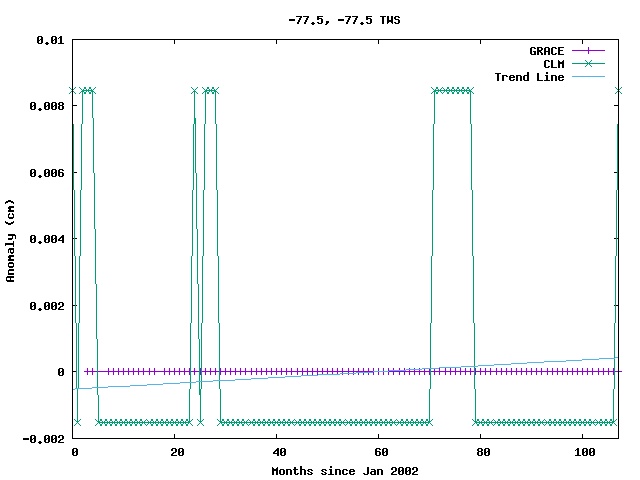 -77.5, -77.5 TWS
0.01
0.008
0.006
0.004
0.002
0
-0.002
Anomaly (cm)
GRACE
CLM
Trend Line
0 20 40 60 80 100
Months since Jan 2002